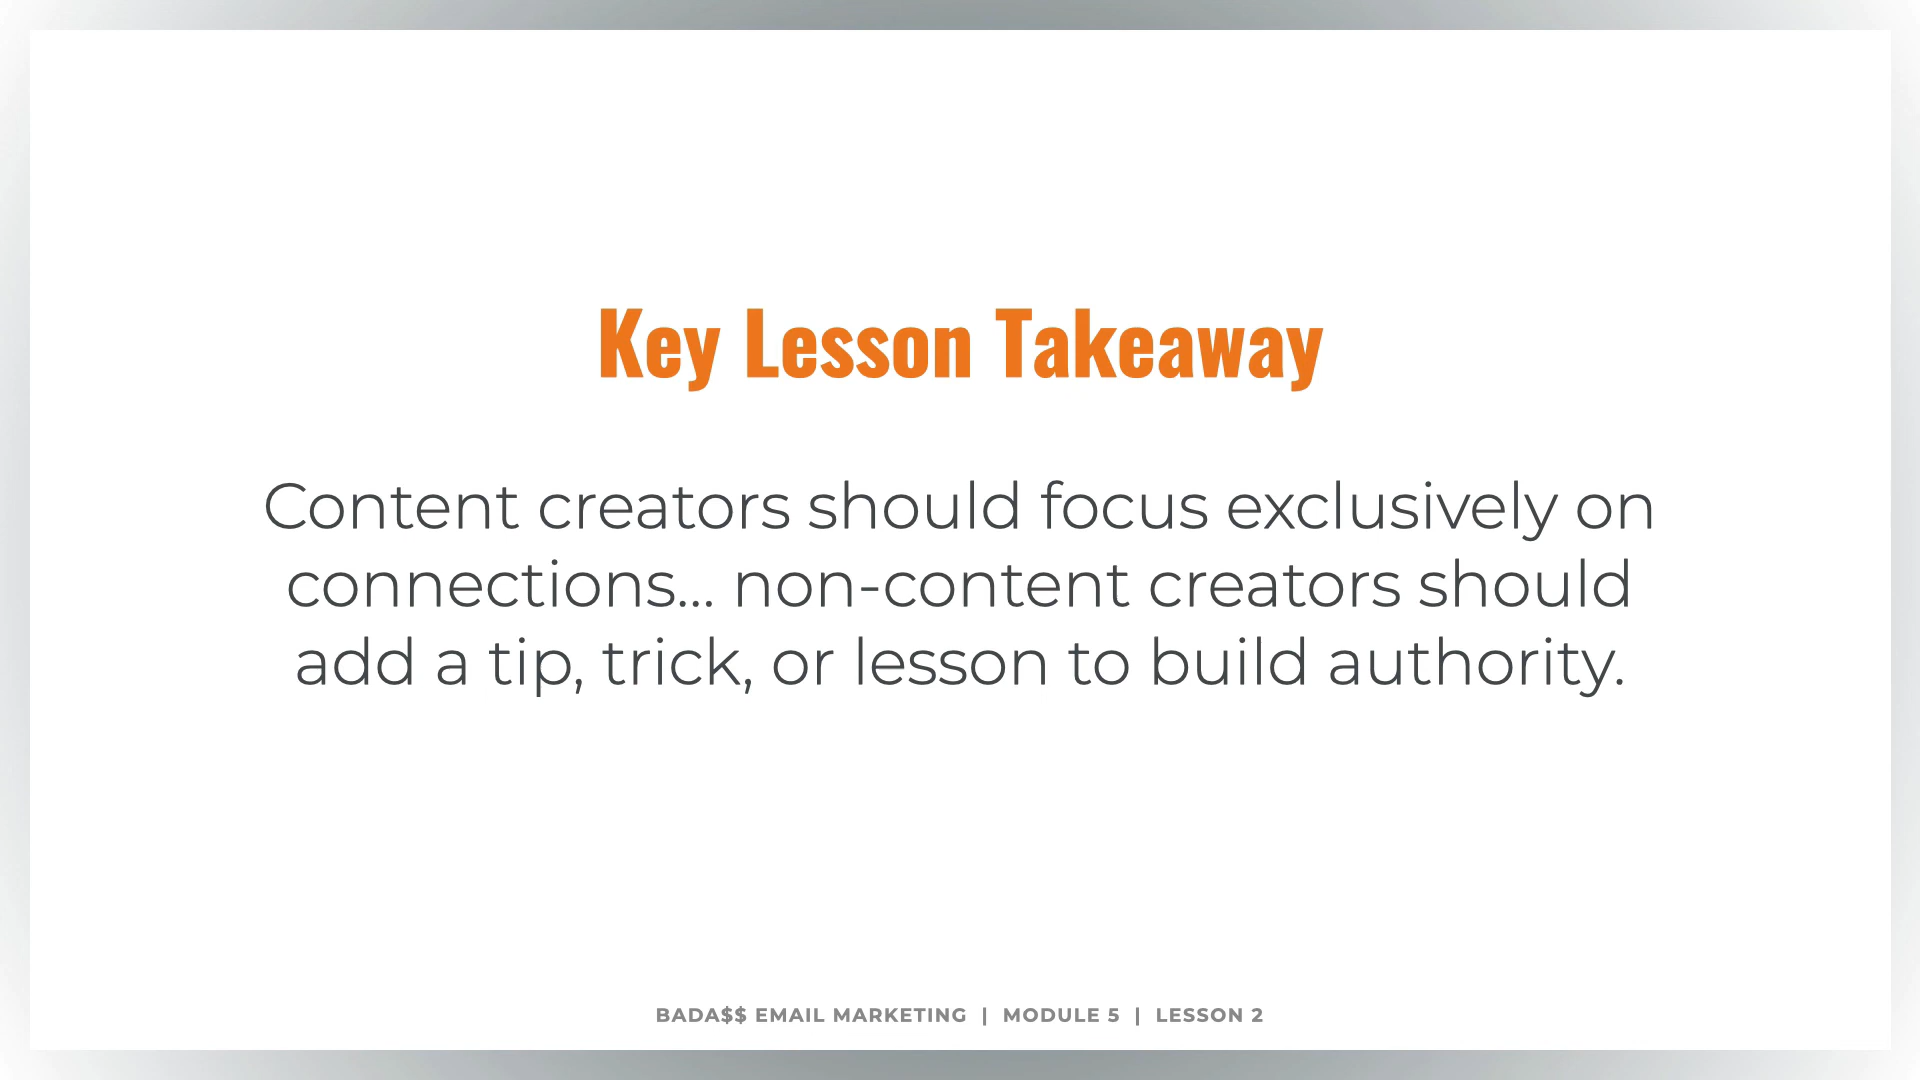 Key Lesson Takeaway
Content creators should focus exclusively on
connections... non-content creators should
add a tip, trick, or lesson to build authority.
BADA$$ EMAIL MARKETING | MODULE 5 | LESSON 2